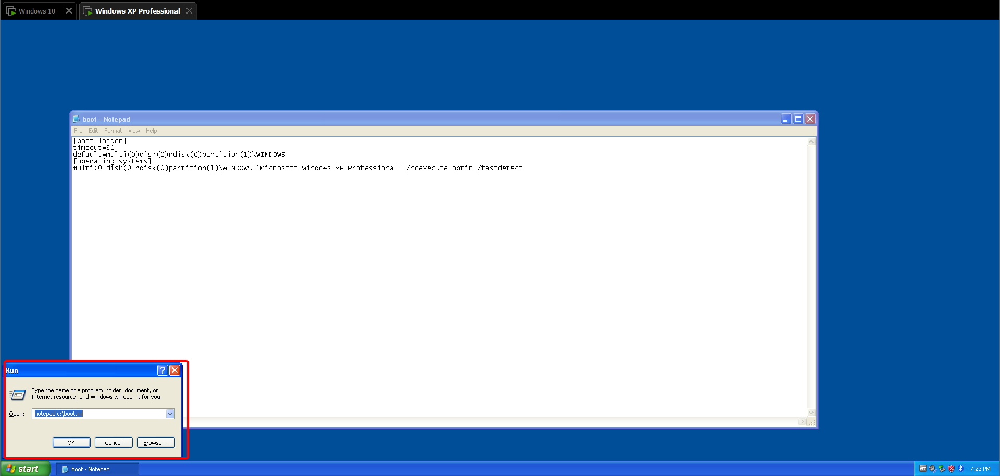 Windows 10
Windows XP Professional
boot - Notepad
File Edit Format View Help
[boot loader]
timeout=30
default=multi(0)disk(0)rdisk(0)partition(1)\WINDOWS
[operating systems]
multi(0)disk(0)rdisk(0)partition(1)\WINDOWS="Microsoft Windows XP Professional" /noexecute=optin /fastdetect
Run
Type the name of a program, folder, document, or
Internet resource, and Windows will open it for you.
Open: notepad c:\boot.ini
OK Cancel Browse...
start boot - Notepad vm 7:23 PM